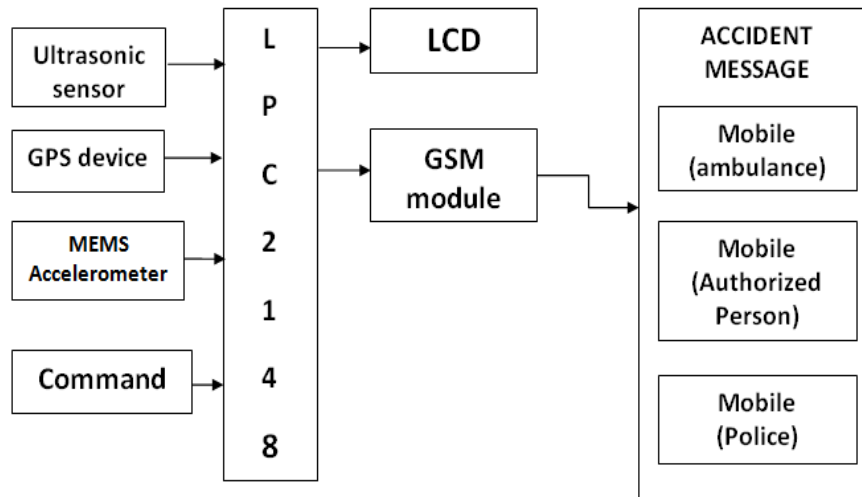 Ultrasonic
sensor
GPS device
MEMS
Accelerometer
Command
L
P
C
2
1
4
8
LCD
GSM
module
ACCIDENT
MESSAGE
Mobile
(ambulance)
Mobile
(Authorized
Person)
Mobile
(Police)